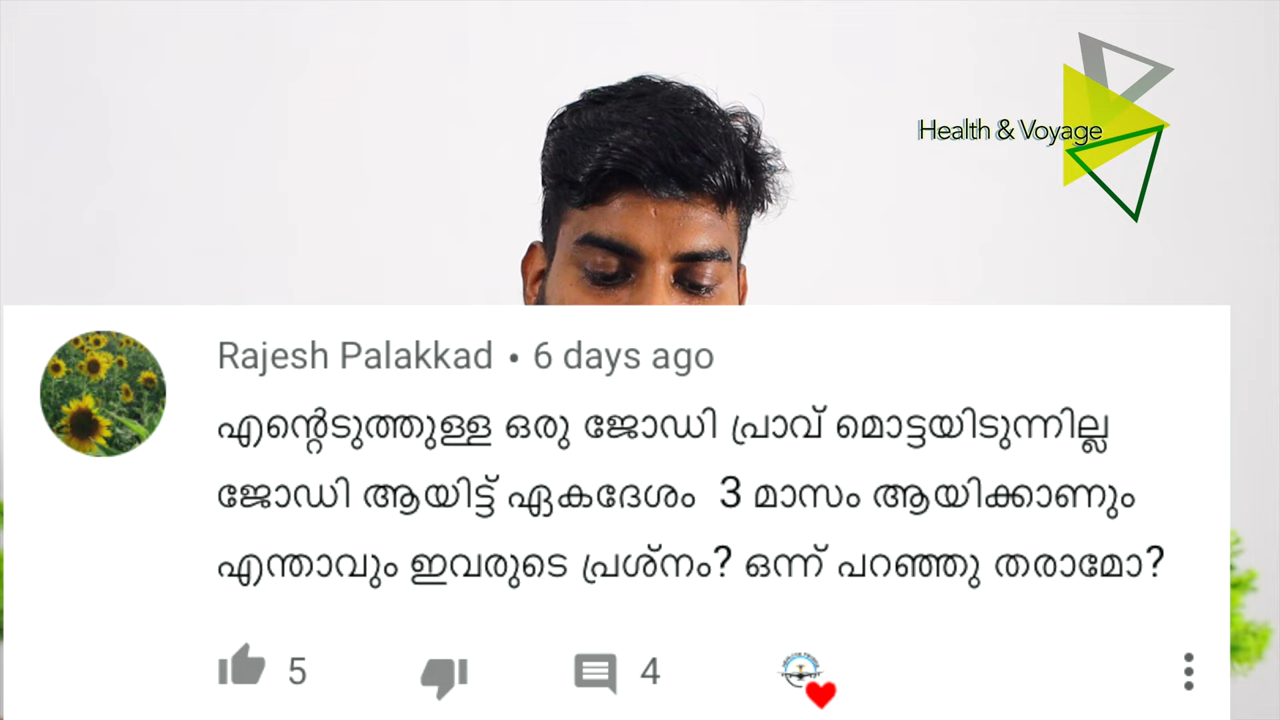 Health & Voyage
Rajesh Palakkad • 6 days ago
എന്റെടുത്തുള്ള ഒരു ജോഡി പ്രാവ് മൊട്ടയിടുന്നില്ല
ജോഡി ആയിട്ട് ഏകദേശം 3 മാസം ആയിക്കാണും
എന്താവും ഇവരുടെ പ്രശ്നം? ഒന്ന് പറഞ്ഞു തരാമോ?
5 4